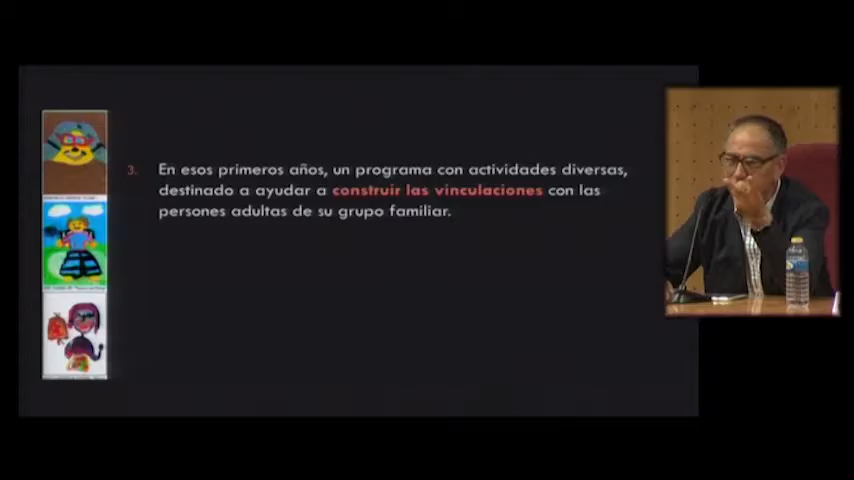 3. En esos primeros años, un programa con actividades diversas,
destinado a ayudar a construir las vinculaciones con las
persones adultas de su grupo familiar.